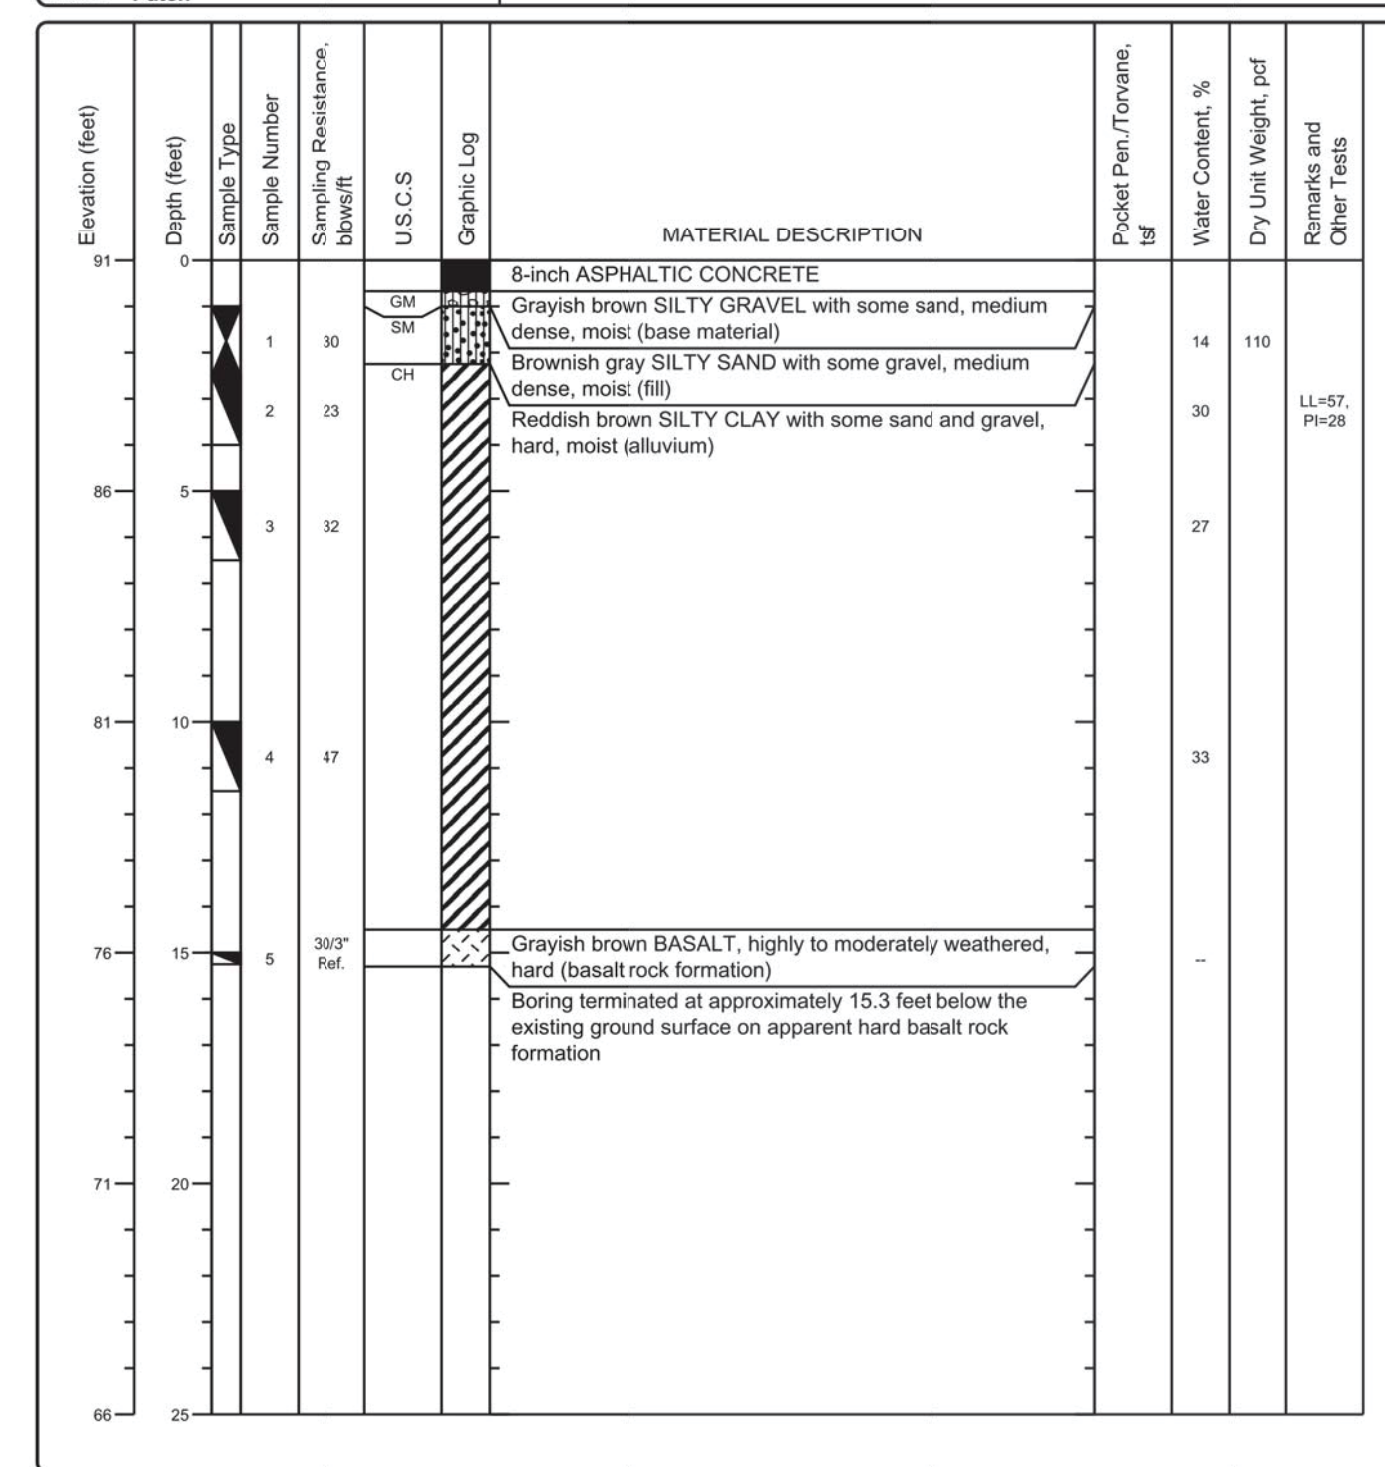 Elevation (feet)
Depth (feet)
Sample Type
Sample Number
Sampling Resistance,
blows/ft
U.S.C.S
Graphic Log
MATERIAL DESCRIPTION
Pocket Pen./Torvane,
tsf
Water Content, %
Dry Unit Weight, pcf
Remarks and
Other Tests
91 0
8-inch ASPHALTIC CONCRETE
GM Grayish brown SILTY GRAVEL with some sand, medium
dense, moist (base material)
SM
1 30 14 110
Brownish gray SILTY SAND with some gravel, medium
dense, moist (fill)
CH
2 23 30 LL=57,
PI=28
Reddish brown SILTY CLAY with some sand and gravel,
hard, moist (alluvium)
86 5
3 32 27
81 10
4 47 33
76 15
5 30/3"
Ref.
Grayish brown BASALT, highly to moderately weathered,
hard (basalt rock formation)
--
Boring terminated at approximately 15.3 feet below the
existing ground surface on apparent hard basalt rock
formation
71 20
66 25